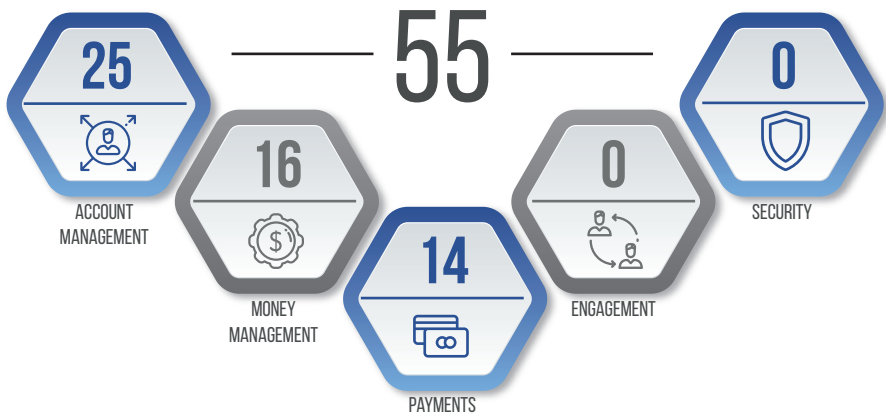 55
25
ACCOUNT
MANAGEMENT
16
$
MONEY
MANAGEMENT
14
PAYMENTS
0
ENGAGEMENT
0
SECURITY